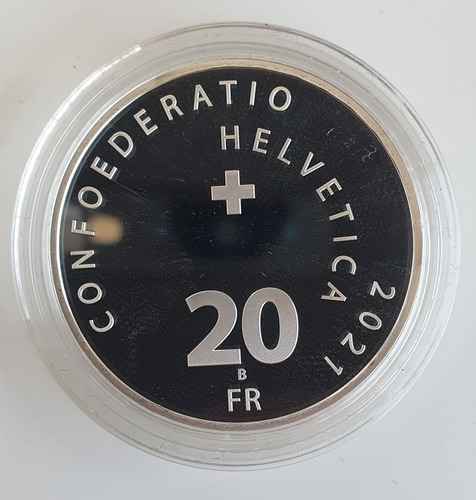 CONFOEDERATIO
HELVETICA
2021
20
B
FR